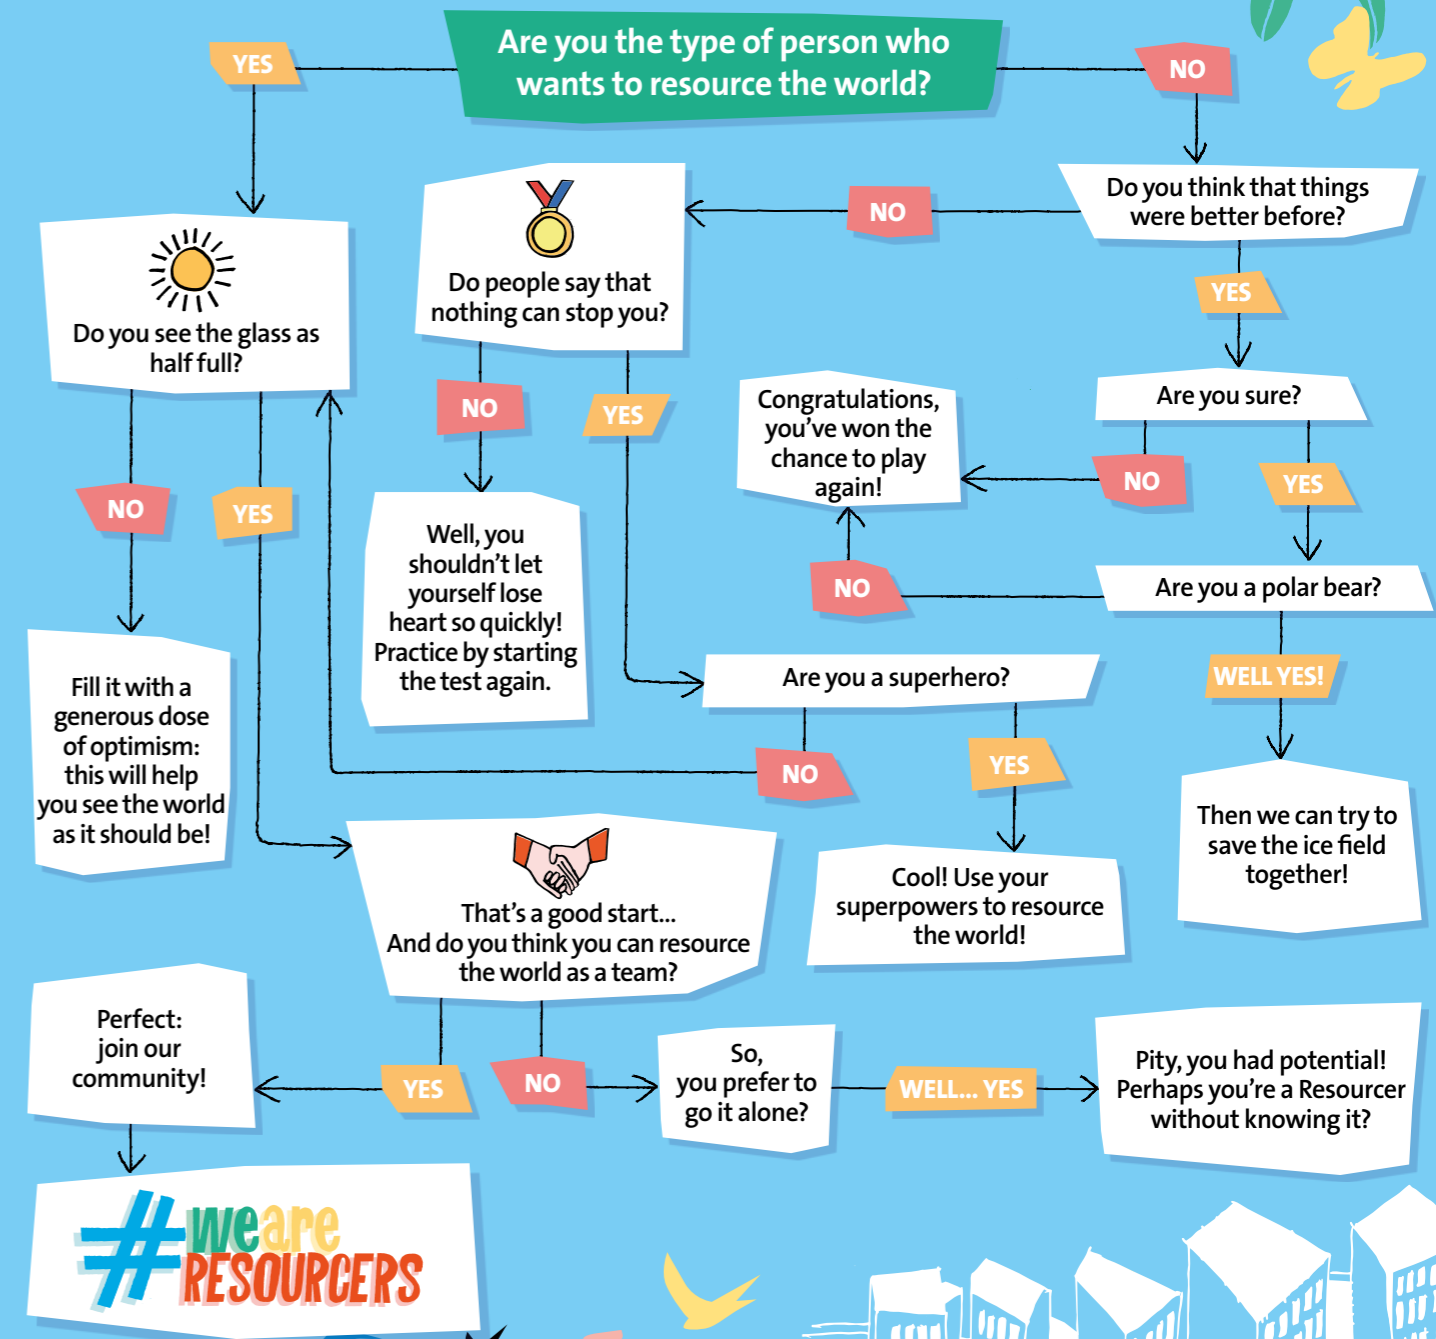 Are you the type of person who
wants to resource the world?
YES
NO
Do you think that things
were better before?
NO
YES
Do people say that
nothing can stop you?
Do you see the glass as
half full?
Are you sure?
NO
YES
NO
YES
Congratulations,
you've won the
chance to play
again!
NO
YES
Well, you
shouldn't let
yourself lose
heart so quickly!
Practice by starting
the test again.
Are you a polar bear?
NO
WELL YES!
Fill it with a
generous dose
of optimism:
this will help
you see the world
as it should be!
Are you a superhero?
NO
YES
Then we can try to
save the ice field
together!
Cool! Use your
superpowers to resource
the world!
That's a good start...
And do you think you can resource
the world as a team?
YES
NO
Perfect:
join our
community!
So,
you prefer to
go it alone?
WELL... YES
Pity, you had potential!
Perhaps you're a Resourcer
without knowing it?
#weare
RESOURCERS